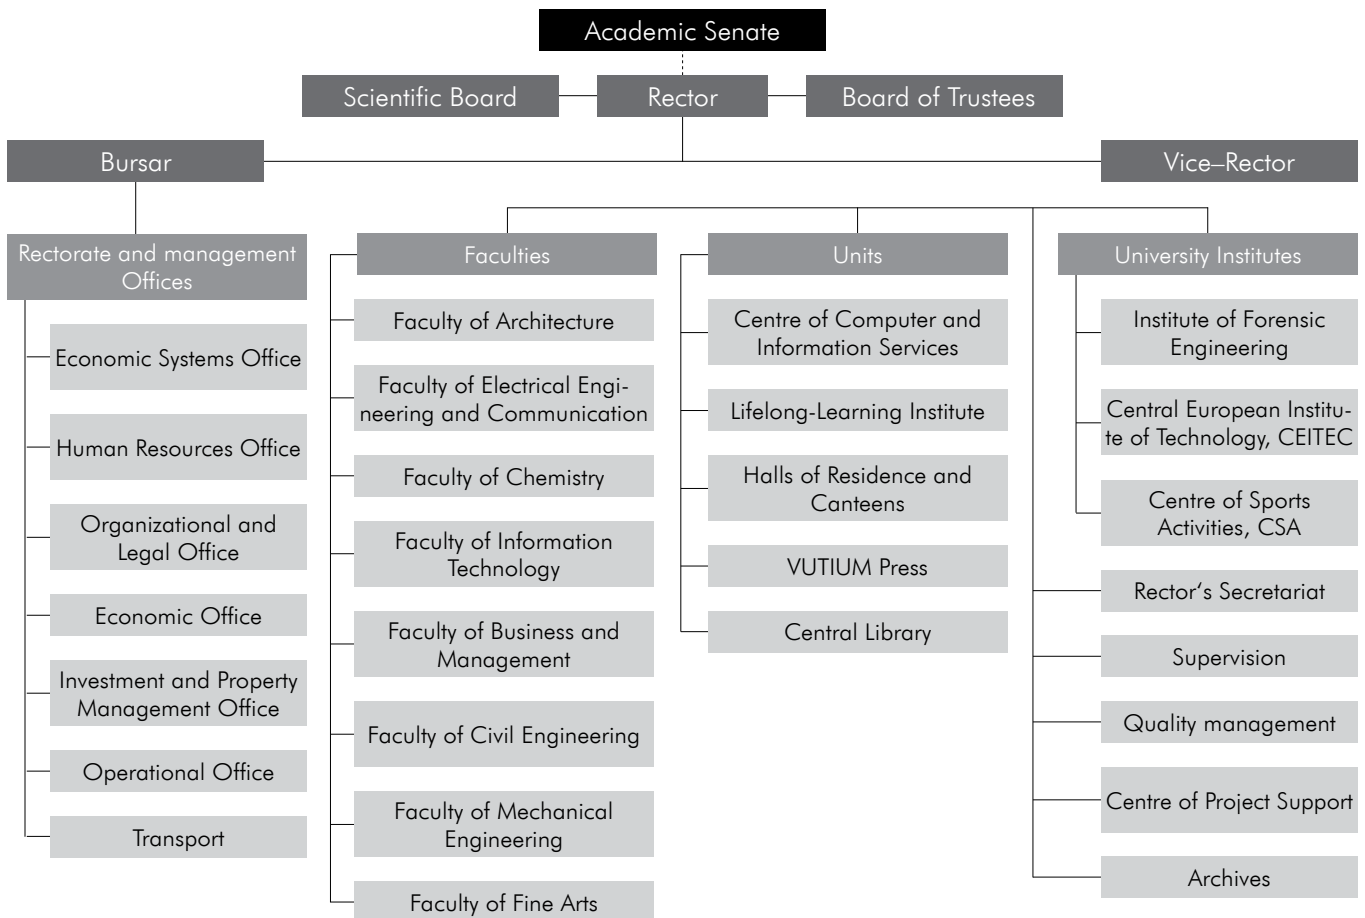 Academic Senate
Scientific Board
Rector
Board of Trustees
Bursar
Vice–Rector
Rectorate and management
Offices
Economic Systems Office
Human Resources Office
Organizational and
Legal Office
Economic Office
Investment and Property
Management Office
Operational Office
Transport
Faculties
Faculty of Architecture
Faculty of Electrical Engi-
neering and Communication
Faculty of Chemistry
Faculty of Information
Technology
Faculty of Business and
Management
Faculty of Civil Engineering
Faculty of Mechanical
Engineering
Faculty of Fine Arts
Units
Centre of Computer and
Information Services
Lifelong-Learning Institute
Halls of Residence and
Canteens
VUTIUM Press
Central Library
University Institutes
Institute of Forensic
Engineering
Central European Institu-
te of Technology, CEITEC
Centre of Sports
Activities, CSA
Rector‘s Secretariat
Supervision
Quality management
Centre of Project Support
Archives